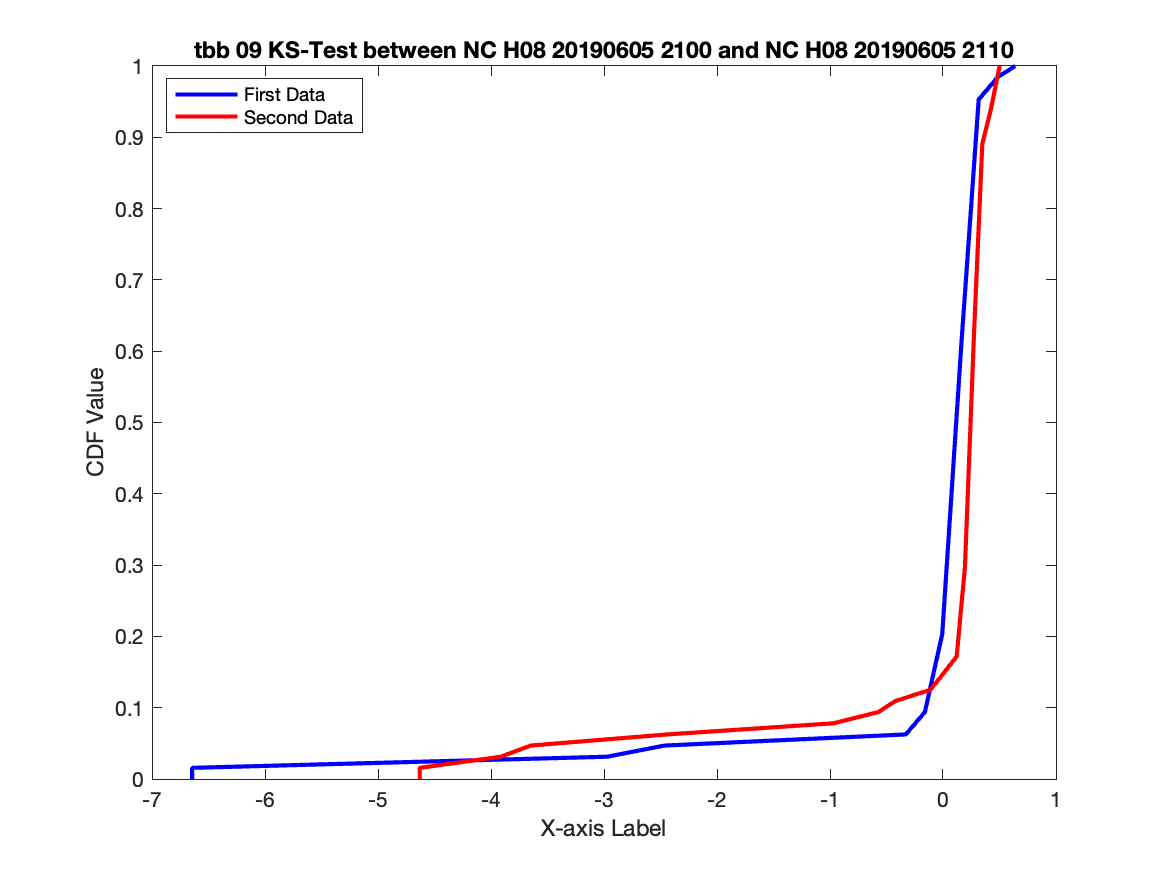 tbb 09 KS-Test between NC H08 20190605 2100 and NC H08 20190605 2110
First Data
Second Data
1
0.9
0.8
0.7
0.6
0.5
0.4
0.3
0.2
0.1
0
CDF Value
-7 -6 -5 -4 -3 -2 -1 0 1
X-axis Label